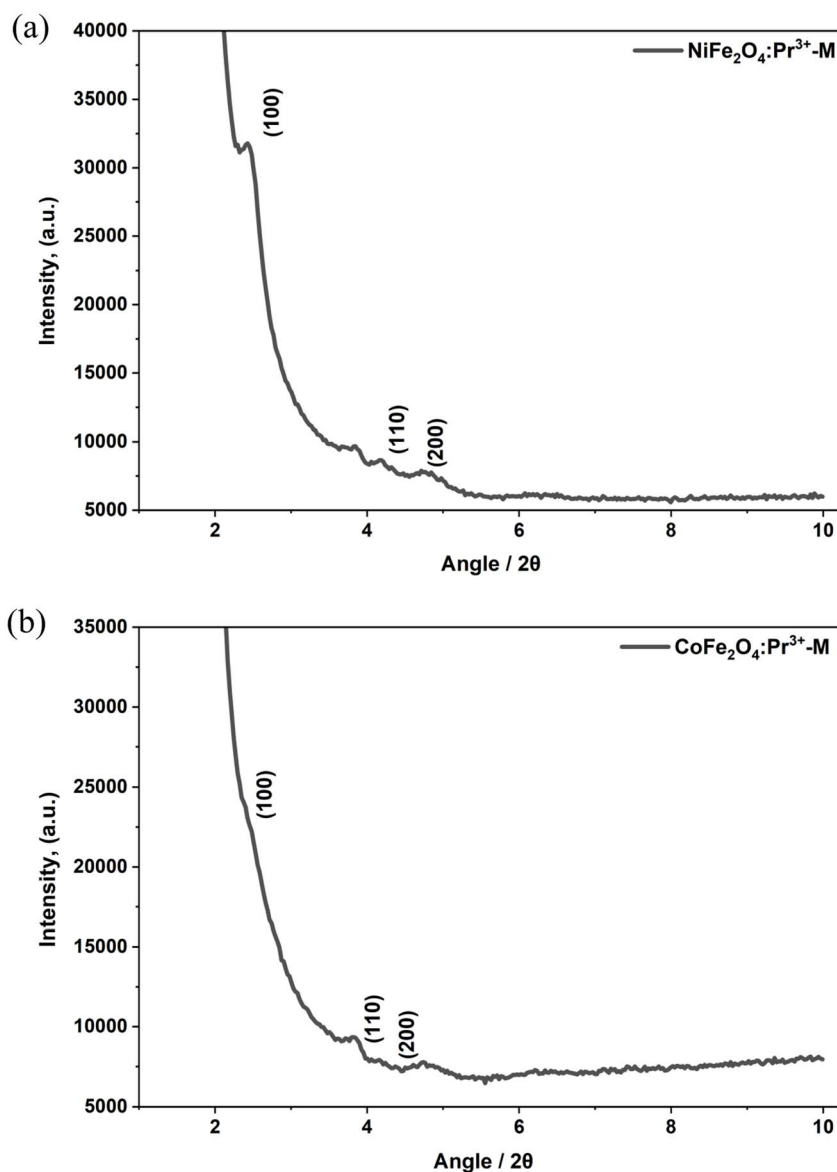 (a)
NiFe₂O₄:Pr³⁺-M
40000
35000
30000
25000
20000
15000
10000
5000
Intensity, (a.u.)
(100)
(110)
(200)
2 4 6 8 10
Angle / 2θ
(b)
CoFe₂O₄:Pr³⁺-M
35000
30000
25000
20000
15000
10000
5000
Intensity, (a.u.)
(100)
(110)
(200)
2 4 6 8 10
Angle / 2θ